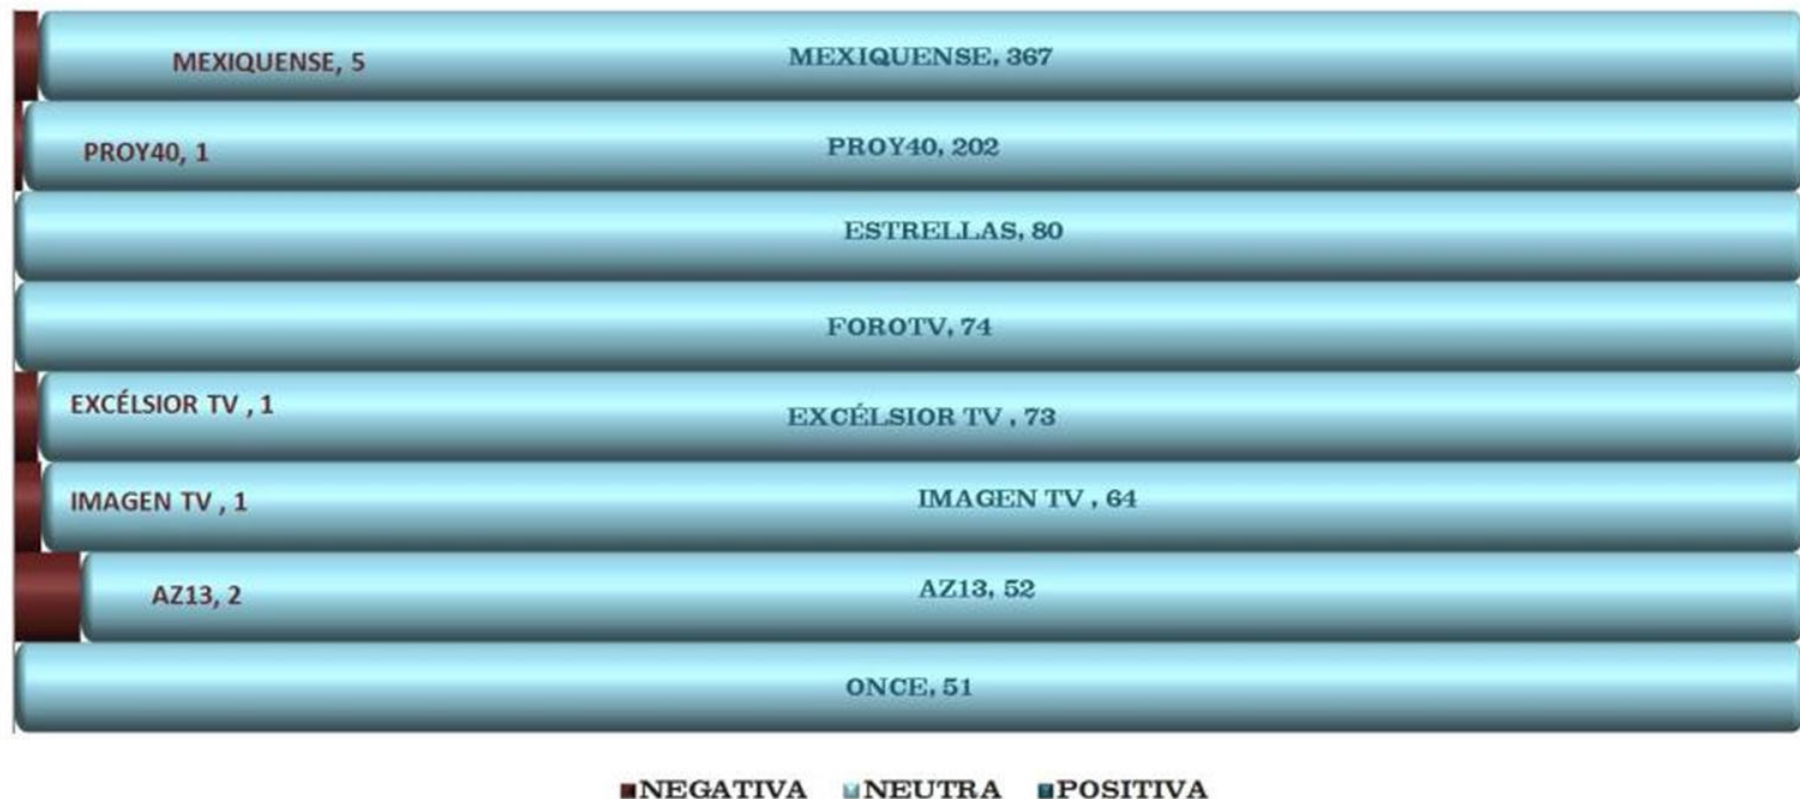 MEXIQUENSE, 5 MEXIQUENSE, 367
PROY40, 1 PROY40, 202
ESTRELLAS, 80
FOROTV, 74
EXCÉLSIOR TV , 1 EXCÉLSIOR TV , 73
IMAGEN TV , 1 IMAGEN TV , 64
AZ13, 2 AZ13, 52
ONCE, 51
NEGATIVA NEUTRA POSITIVA